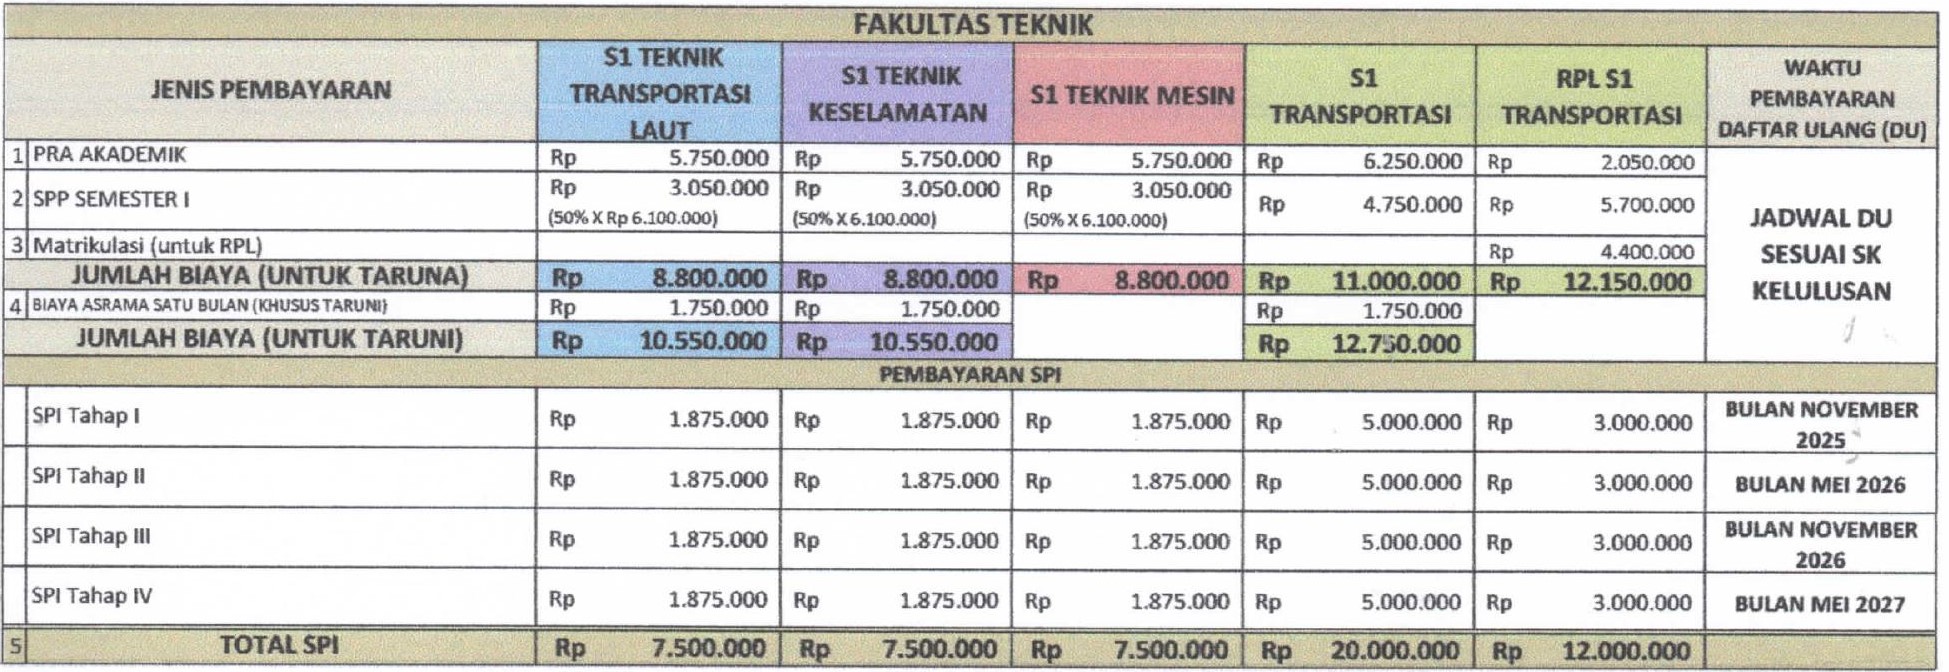 FAKULTAS TEKNIK
JENIS PEMBAYARAN
S1 TEKNIK
TRANSPORTASI
LAUT
S1 TEKNIK
KESELAMATAN
S1 TEKNIK MESIN
S1
TRANSPORTASI
RPL S1
TRANSPORTASI
WAKTU
PEMBAYARAN
DAFTAR ULANG (DU)
1 PRA AKADEMIK Rp 5.750.000 Rp 5.750.000 Rp 5.750.000 Rp 6.250.000 Rp 2.050.000
2 SPP SEMESTER I Rp 3.050.000 Rp 3.050.000 Rp 3.050.000 Rp 4.750.000 Rp 5.700.000
(50% X Rp 6.100.000) (50% X 6.100.000) (50% X 6.100.000)
3 Matrikulasi (untuk RPL) Rp 4.400.000
JUMLAH BIAYA (UNTUK TARUNA) Rp 8.800.000 Rp 8.800.000 Rp 8.800.000 Rp 11.000.000 Rp 12.150.000
4 BIAYA ASRAMA SATU BULAN (KHUSUS TARUNI) Rp 1.750.000 Rp 1.750.000 Rp 1.750.000
JUMLAH BIAYA (UNTUK TARUNI) Rp 10.550.000 Rp 10.550.000 Rp 12.750.000
JADWAL DU
SESUAI SK
KELULUSAN
PEMBAYARAN SPI
SPI Tahap I Rp 1.875.000 Rp 1.875.000 Rp 1.875.000 Rp 5.000.000 Rp 3.000.000 BULAN NOVEMBER
2025
SPI Tahap II Rp 1.875.000 Rp 1.875.000 Rp 1.875.000 Rp 5.000.000 Rp 3.000.000 BULAN MEI 2026
SPI Tahap III Rp 1.875.000 Rp 1.875.000 Rp 1.875.000 Rp 5.000.000 Rp 3.000.000 BULAN NOVEMBER
2026
SPI Tahap IV Rp 1.875.000 Rp 1.875.000 Rp 1.875.000 Rp 5.000.000 Rp 3.000.000 BULAN MEI 2027
5 TOTAL SPI Rp 7.500.000 Rp 7.500.000 Rp 7.500.000 Rp 20.000.000 Rp 12.000.000